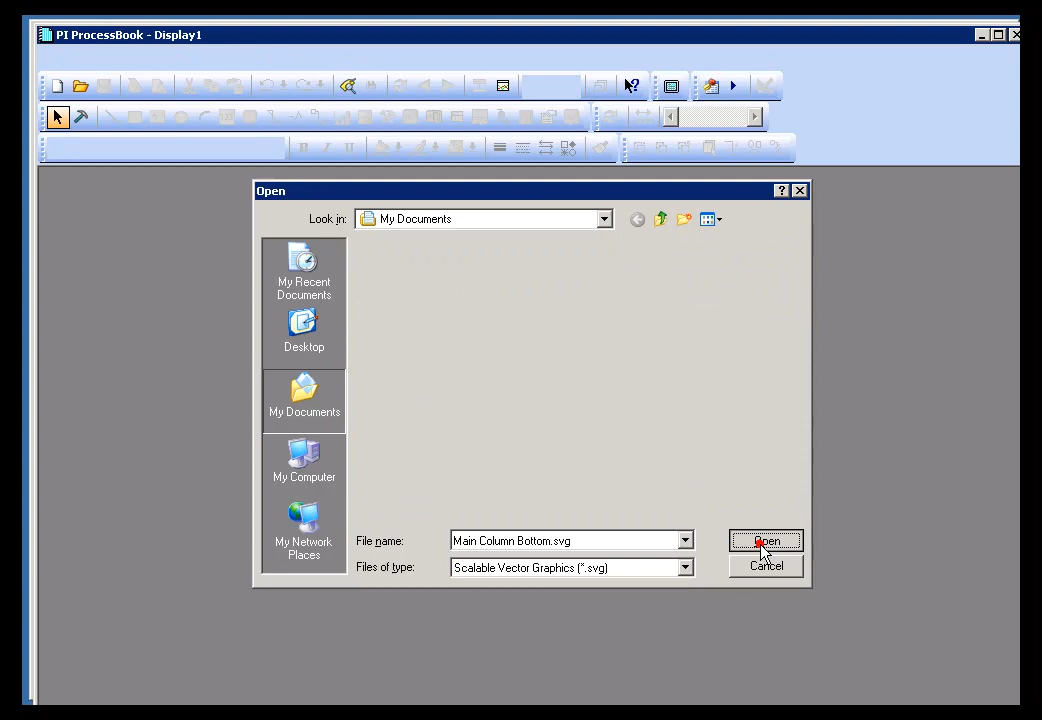 PI ProcessBook - Display1
Open
Look in:
My Documents
My Recent
Documents
Desktop
My Documents
My Computer
My Network
Places
File name:
Main Column Bottom.svg
Open
Files of type:
Scalable Vector Graphics (*.svg)
Cancel